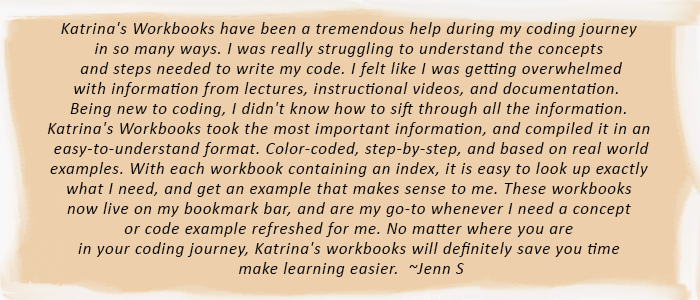 Katrina's Workbooks have been a tremendous help during my coding journey
in so many ways. I was really struggling to understand the concepts
and steps needed to write my code. I felt like I was getting overwhelmed
with information from lectures, instructional videos, and documentation.
Being new to coding, I didn't know how to sift through all the information.
Katrina's Workbooks took the most important information, and compiled it in an
easy-to-understand format. Color-coded, step-by-step, and based on real world
examples. With each workbook containing an index, it is easy to look up exactly
what I need, and get an example that makes sense to me. These workbooks
now live on my bookmark bar, and are my go-to whenever I need a concept
or code example refreshed for me. No matter where you are
in your coding journey, Katrina's workbooks will definitely save you time
make learning easier. ~Jenn S